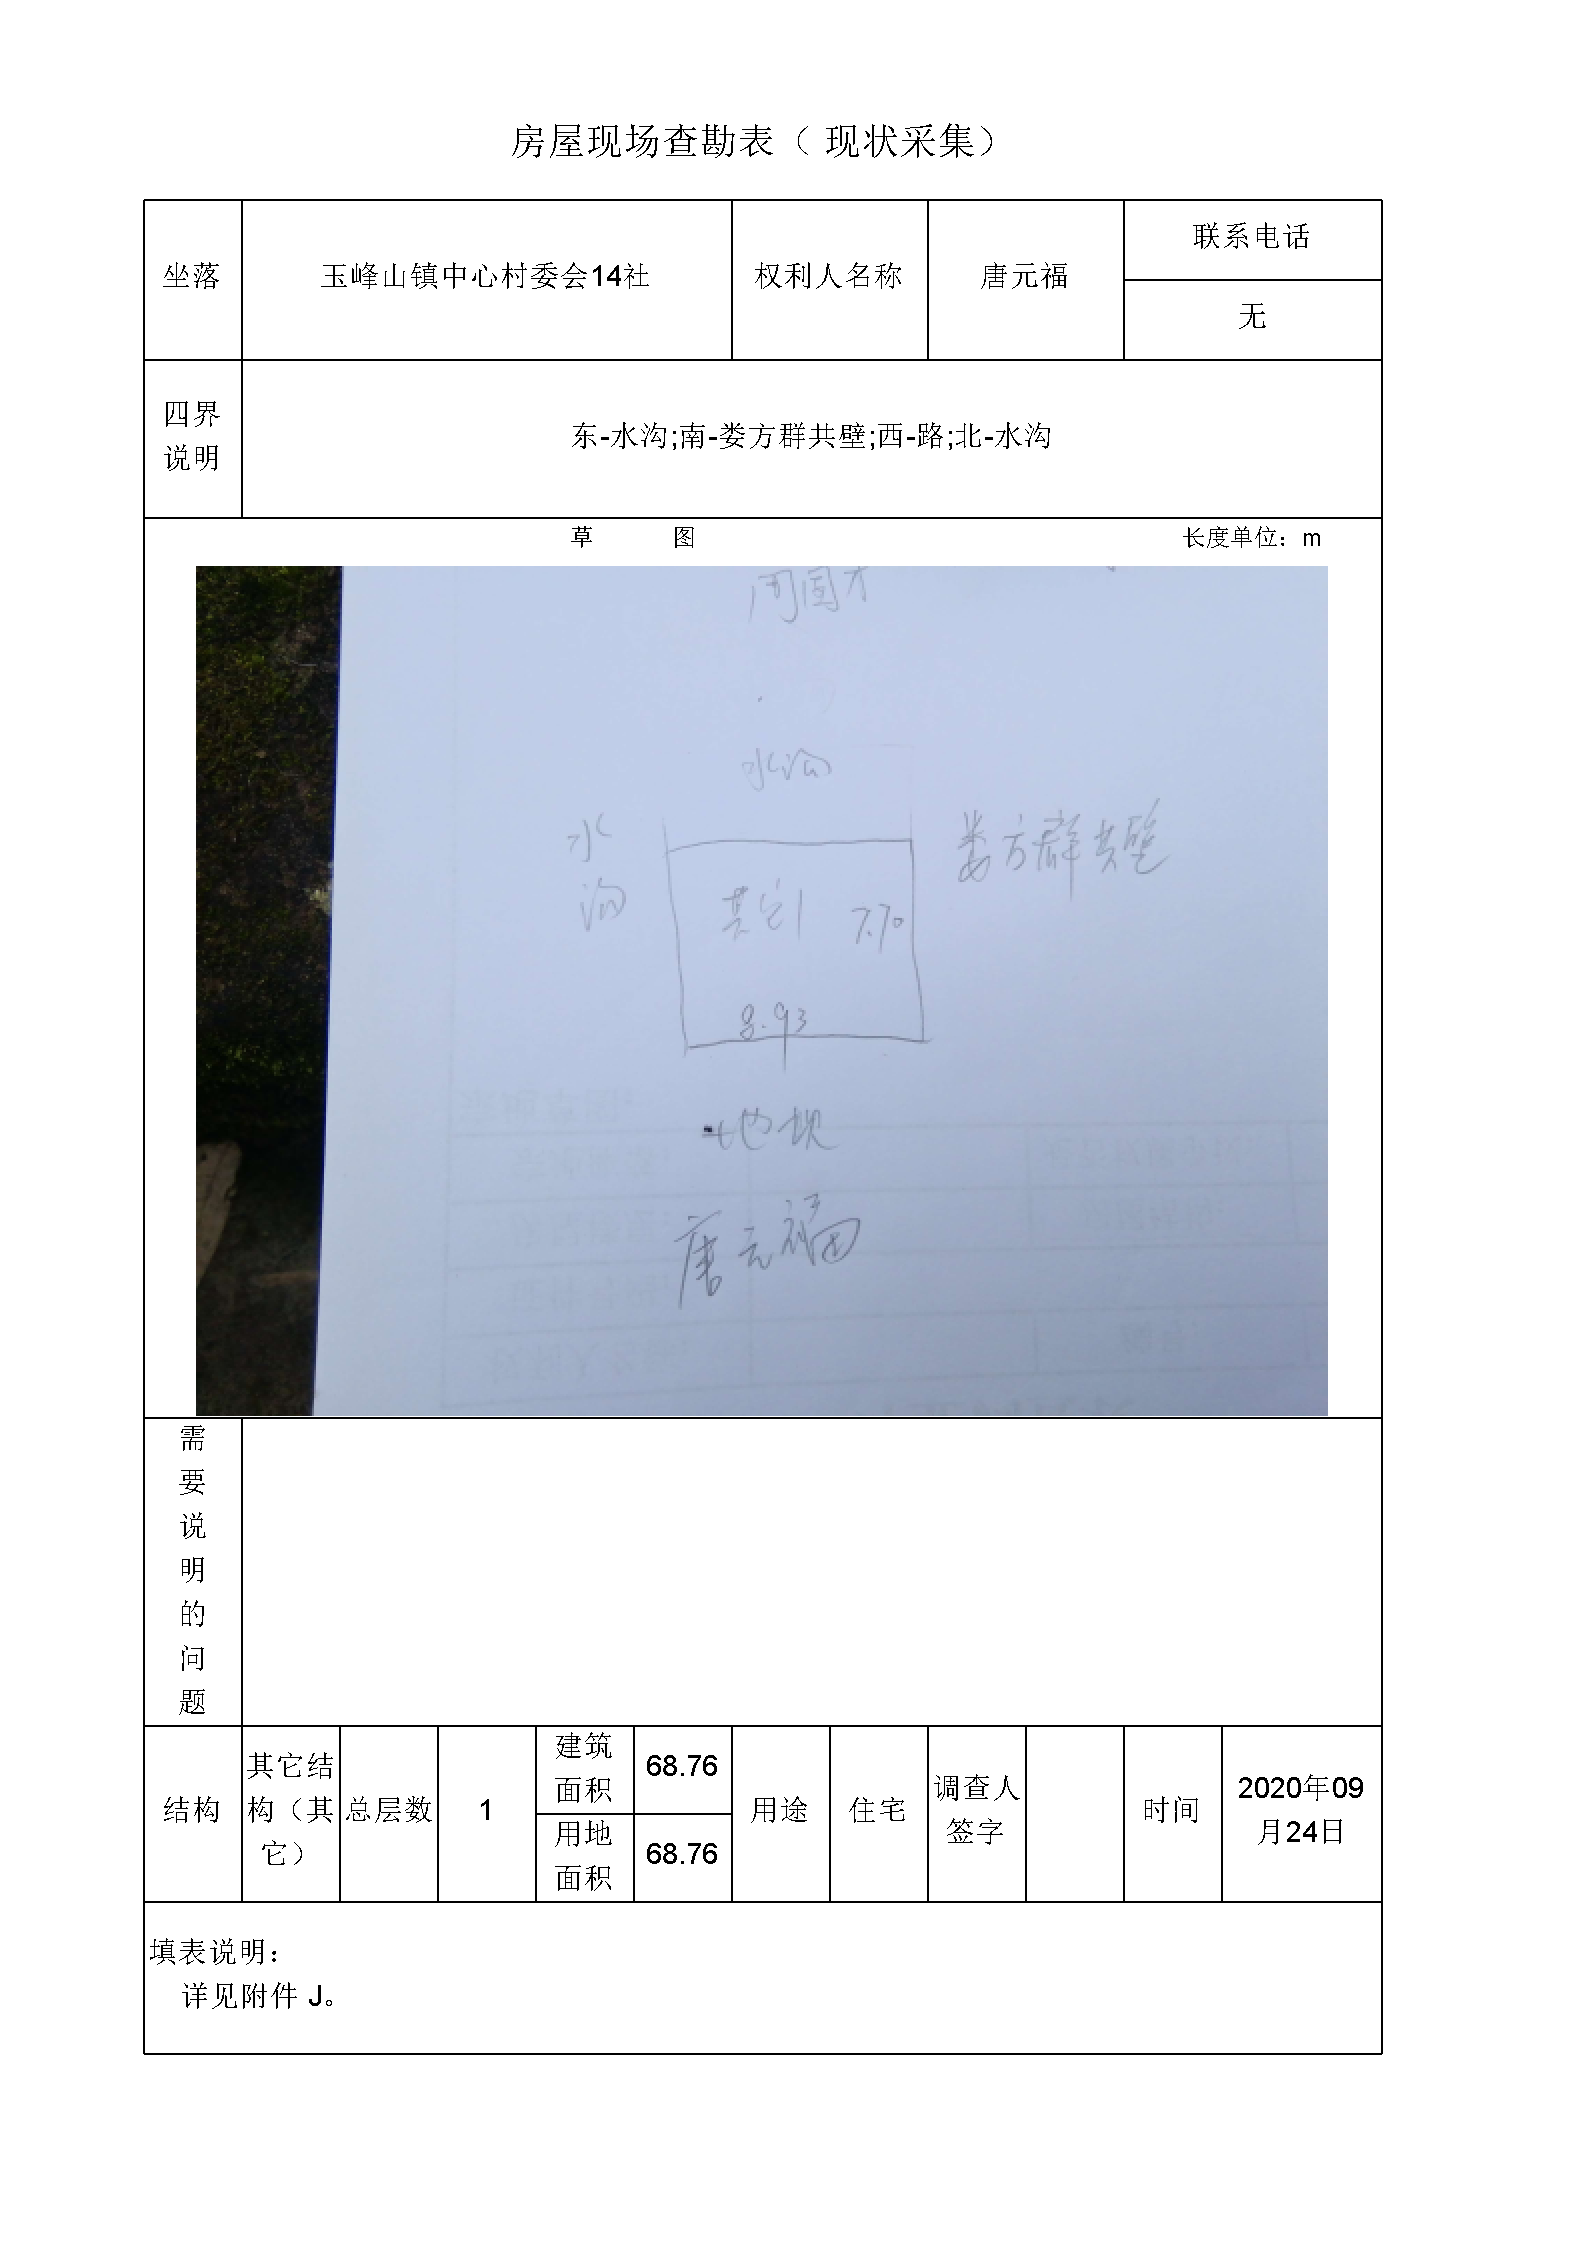 房屋现场查勘表（ 现状采集）
坐落
玉峰山镇中心村委会14社
权利人名称
唐元福
联系电话
无
四界
说明
东-水沟;南-娄方群共壁;西-路;北-水沟
草 图
长度单位：m
水沟
水
沟
娄方群共壁
其它1
7.70
8.93
地坝
唐元福
需
要
说
明
的
问
题
结构
其它结
构（其
它）
总层数
1
建筑
面积
68.76
用地
面积
68.76
用途
住宅
调查人
签字
时间
2020年09
月24日
填表说明：
详见附件 J。